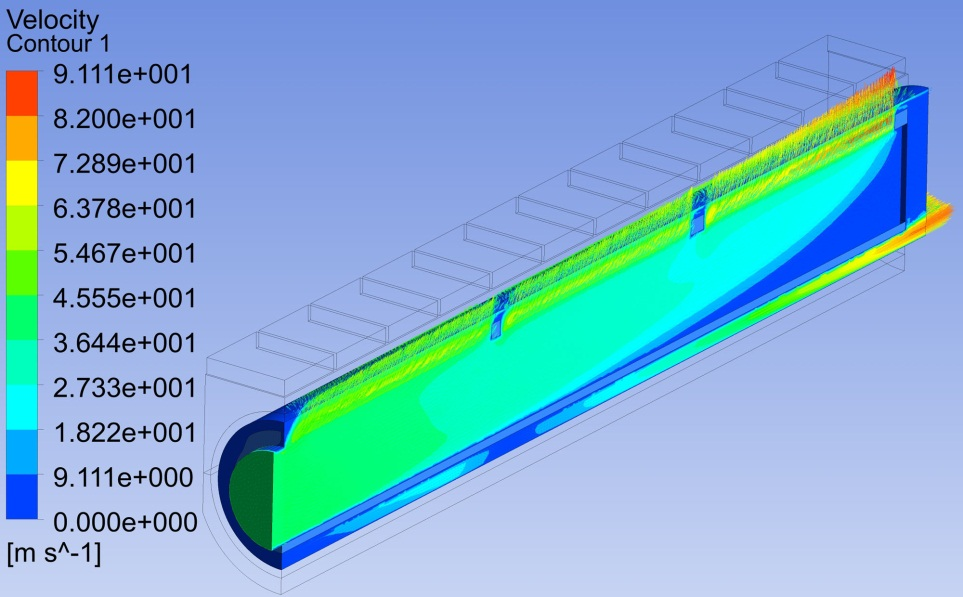 Velocity
Contour 1
9.111e+001
8.200e+001
7.289e+001
6.378e+001
5.467e+001
4.555e+001
3.644e+001
2.733e+001
1.822e+001
9.111e+000
0.000e+000
[m s^-1]